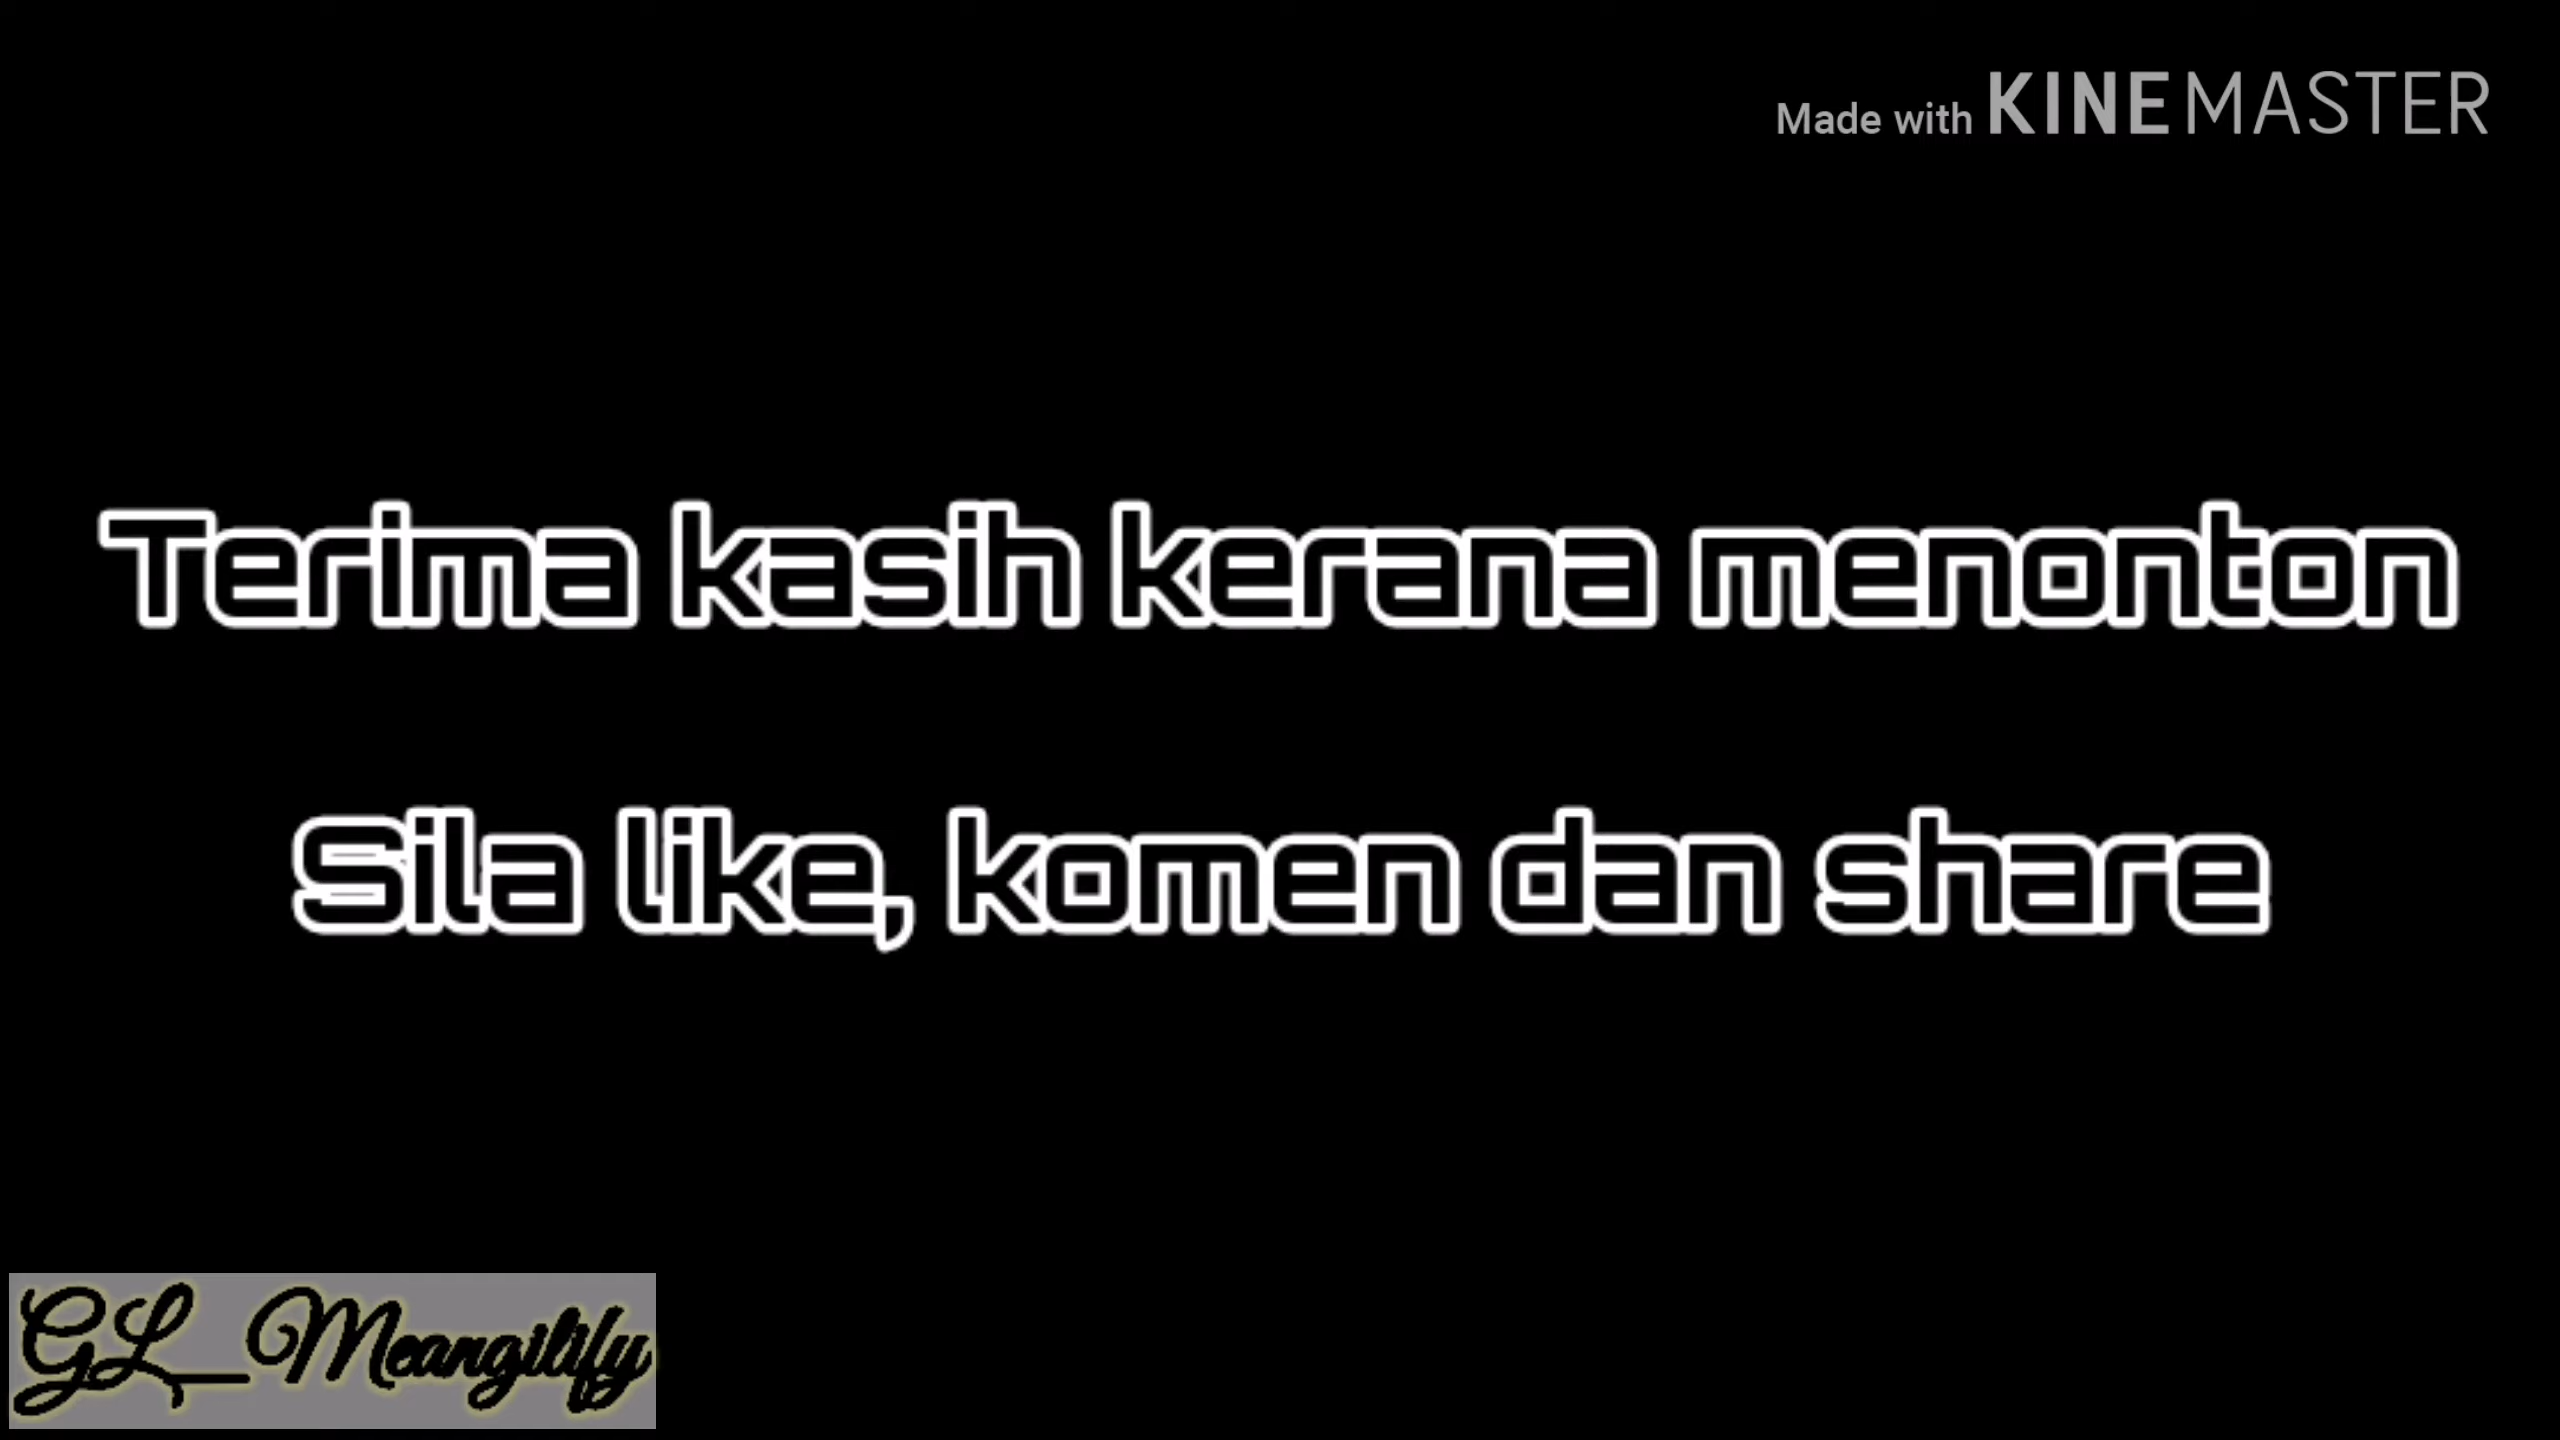 Made with KINEMASTER
Terima kasih kerana menonton
Sila like, komen dan share
GL_Meangilify